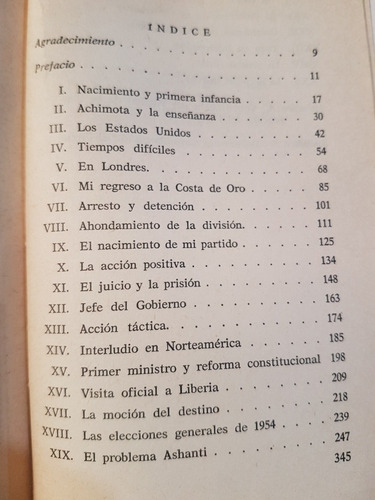 ÍNDICE
Agradecimiento . . . . . . . . . . . . . 9
Prefacio . . . . . . . . . . . . . . . . 11
I. Nacimiento y primera infancia . . . . . 17
II. Achimota y la enseñanza . . . . . . . 30
III. Los Estados Unidos . . . . . . . . . 42
IV. Tiempos difíciles . . . . . . . . . . 54
V. En Londres. . . . . . . . . . . . . . 68
VI. Mi regreso a la Costa de Oro . . . . . 85
VII. Arresto y detención . . . . . . . . . 101
VIII. Ahondamiento de la división. . . . . 111
IX. El nacimiento de mi partido . . . . . 125
X. La acción positiva . . . . . . . . . . 134
XI. El juicio y la prisión . . . . . . . . 148
XII. Jefe del Gobierno . . . . . . . . . . 163
XIII. Acción táctica. . . . . . . . . . . 174
XIV. Interludio en Norteamérica . . . . . 185
XV. Primer ministro y reforma constitucional 198
XVI. Visita oficial a Liberia . . . . . . . 209
XVII. La moción del destino . . . . . . . 218
XVIII. Las elecciones generales de 1954 . . 239
XIX. El problema Ashanti . . . . . . . . . 247
345